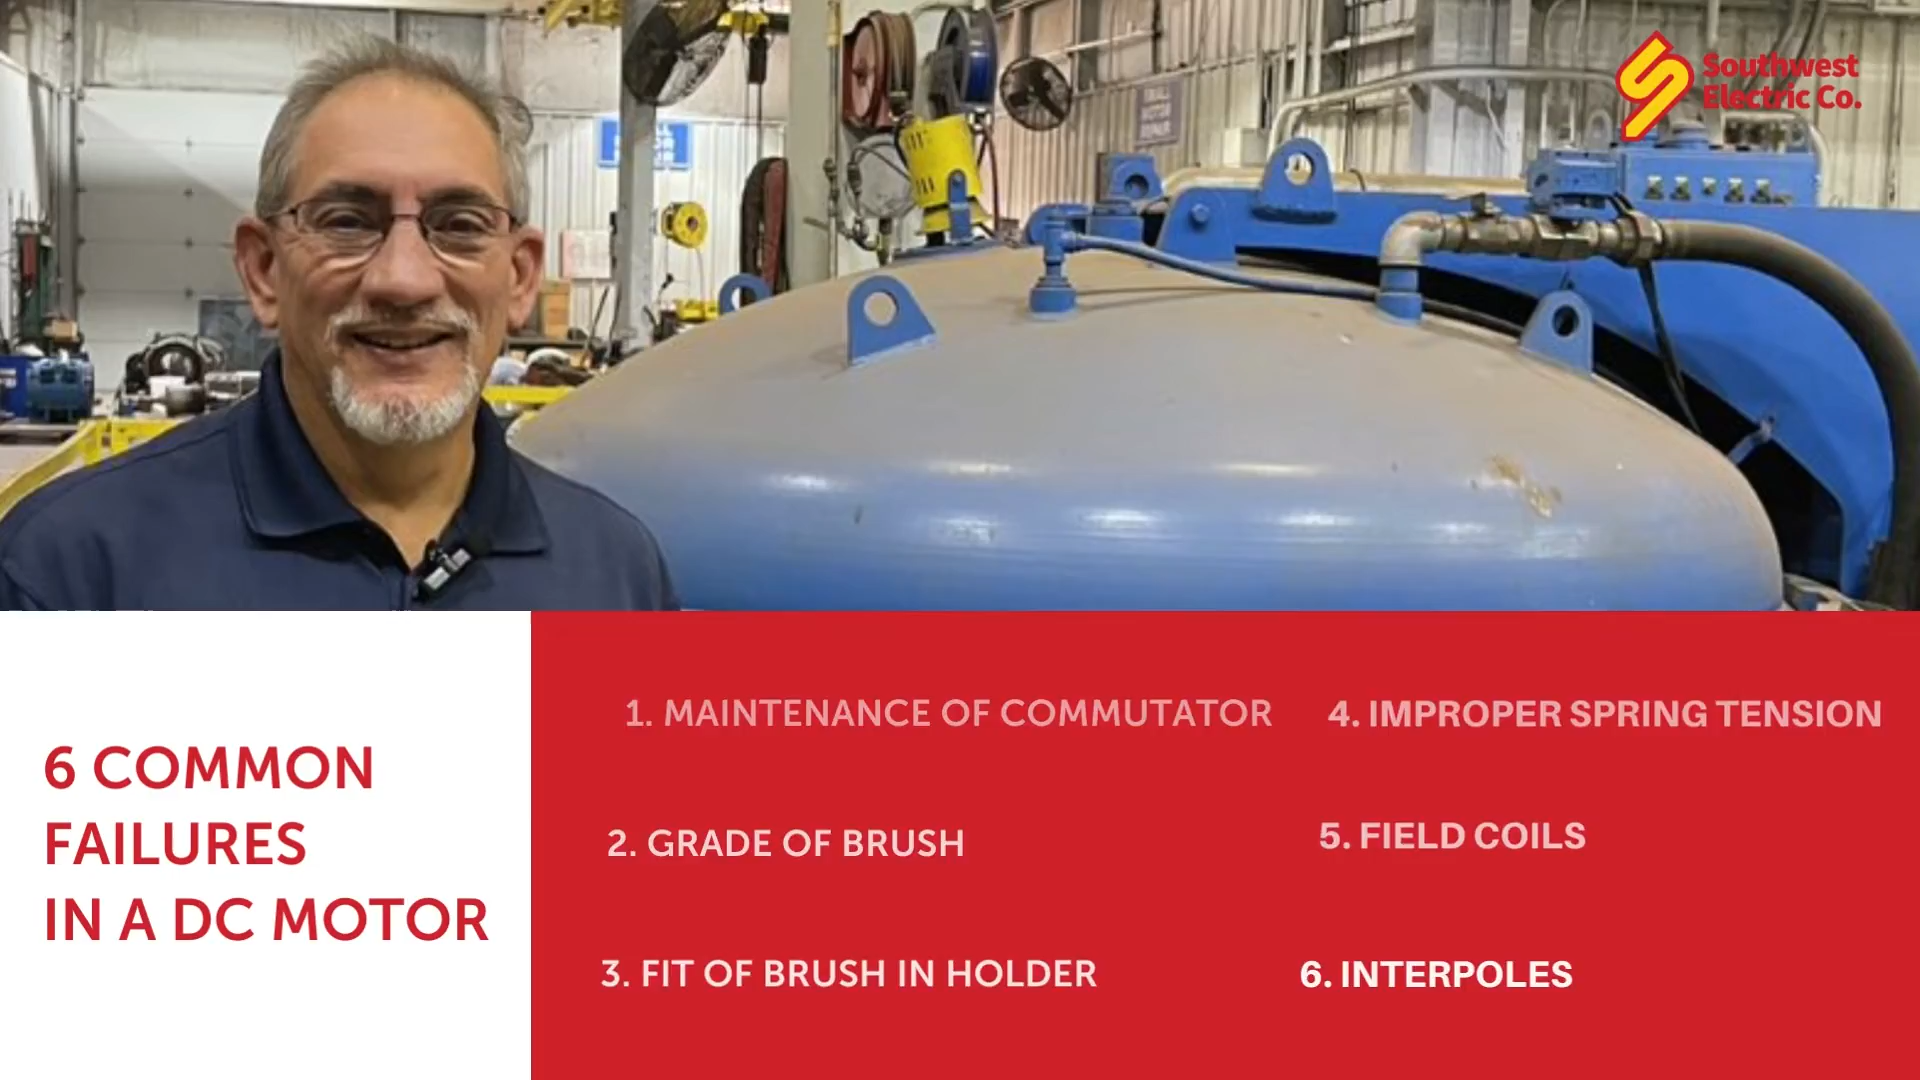 Southwest
Electric Co.
6 COMMON
FAILURES
IN A DC MOTOR
1. MAINTENANCE OF COMMUTATOR
2. GRADE OF BRUSH
3. FIT OF BRUSH IN HOLDER
4. IMPROPER SPRING TENSION
5. FIELD COILS
6. INTERPOLES